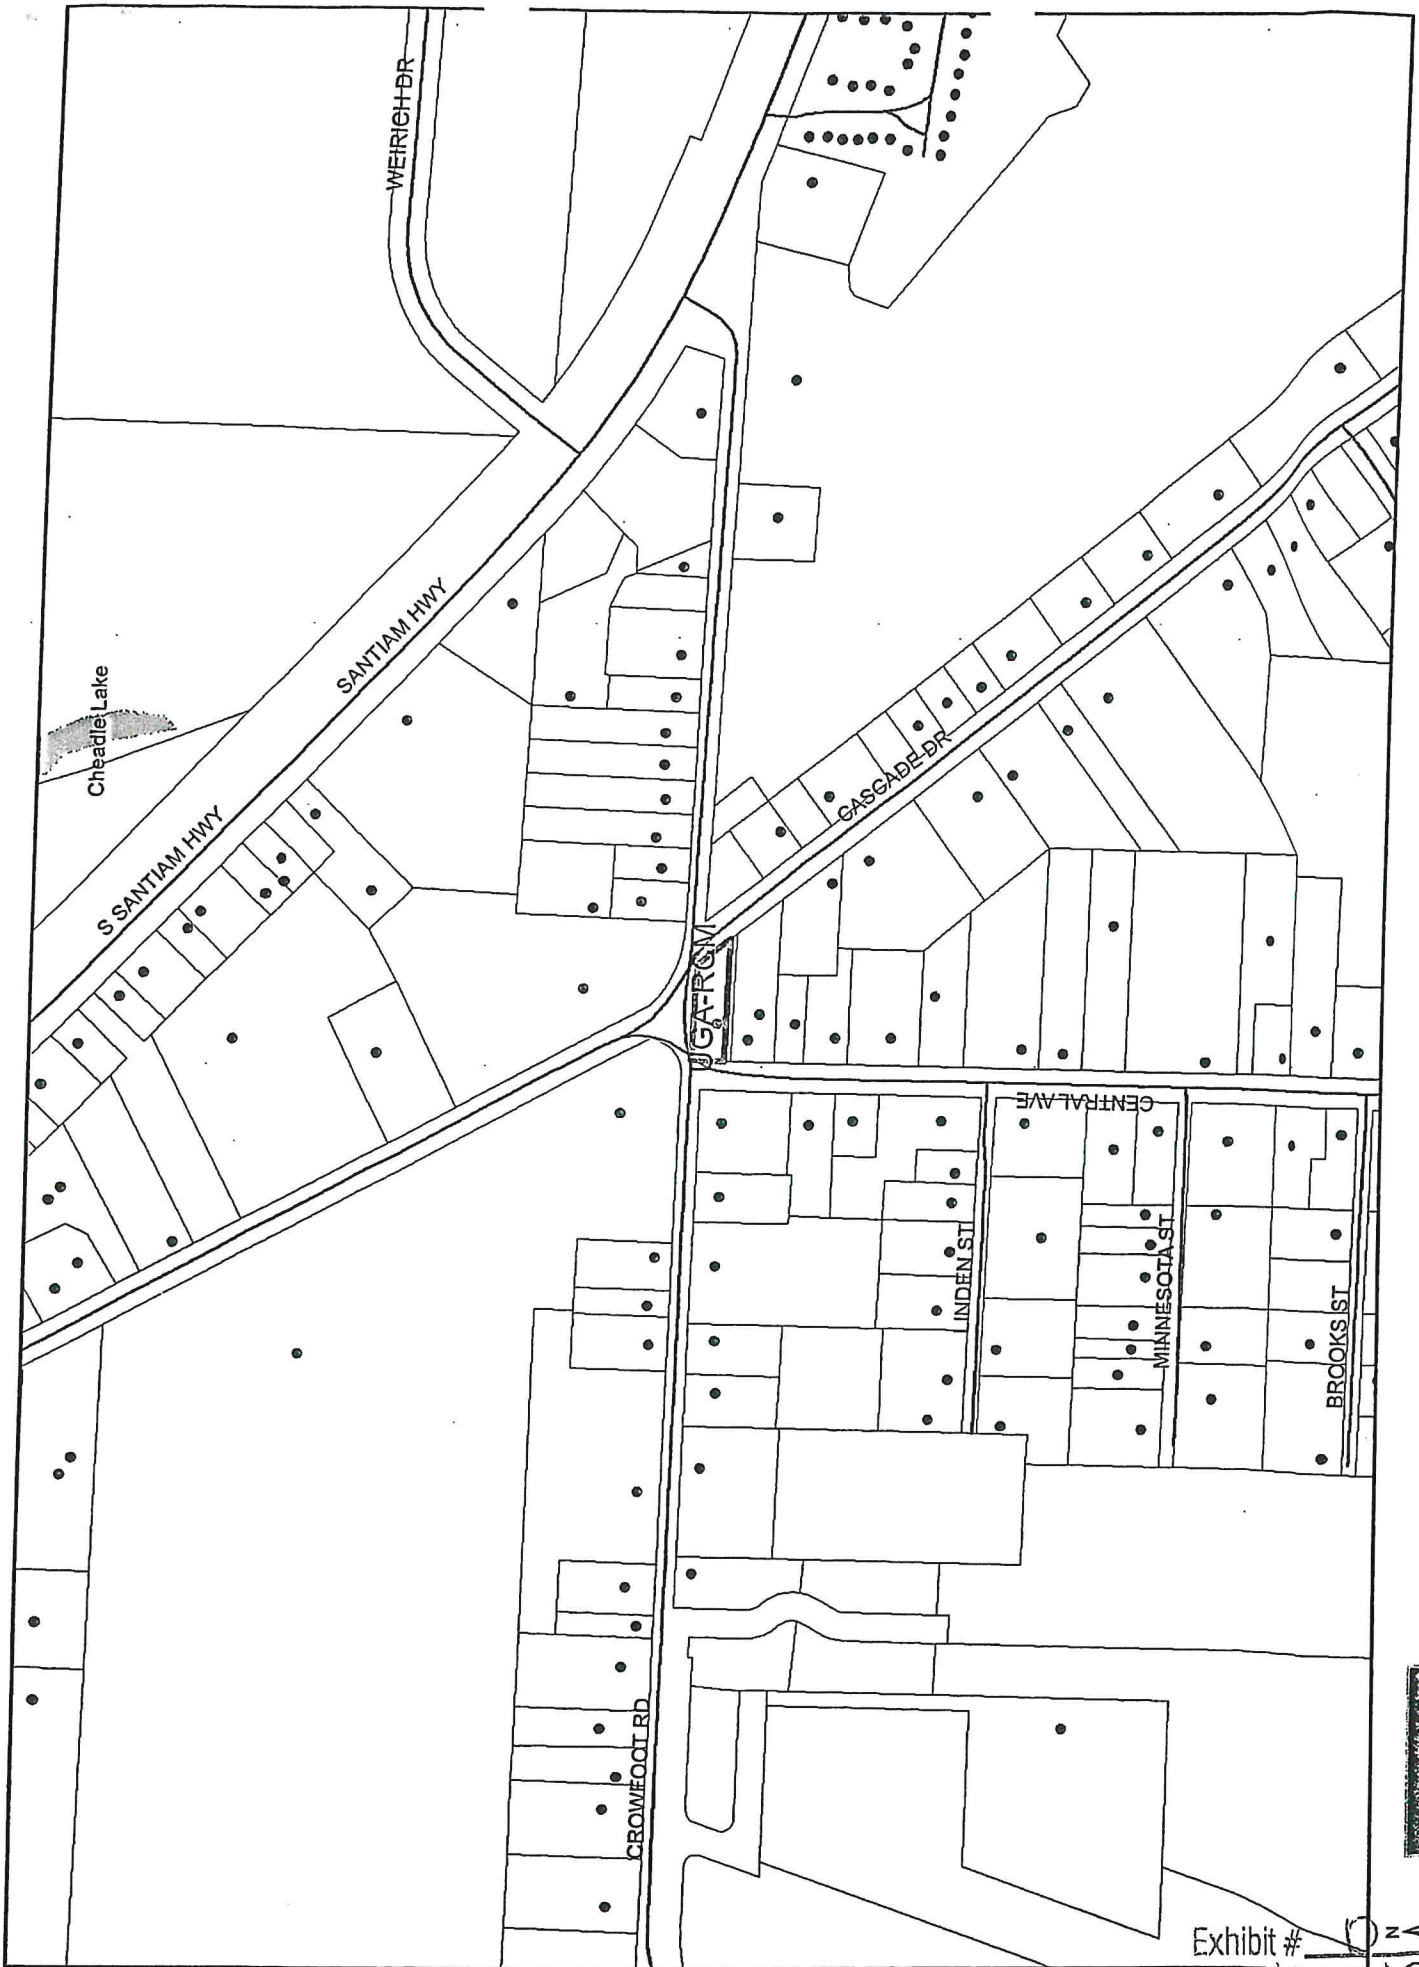 WEIRICH DR
SANTIAM HWY
Cheadle Lake
S SANTIAM HWY
CASCADE DR
UGA-RCM
CENTRAL AVE
LINDEN ST
MINNESOTA ST
BROOKS ST
CROWFOOT RD
Exhibit #
N